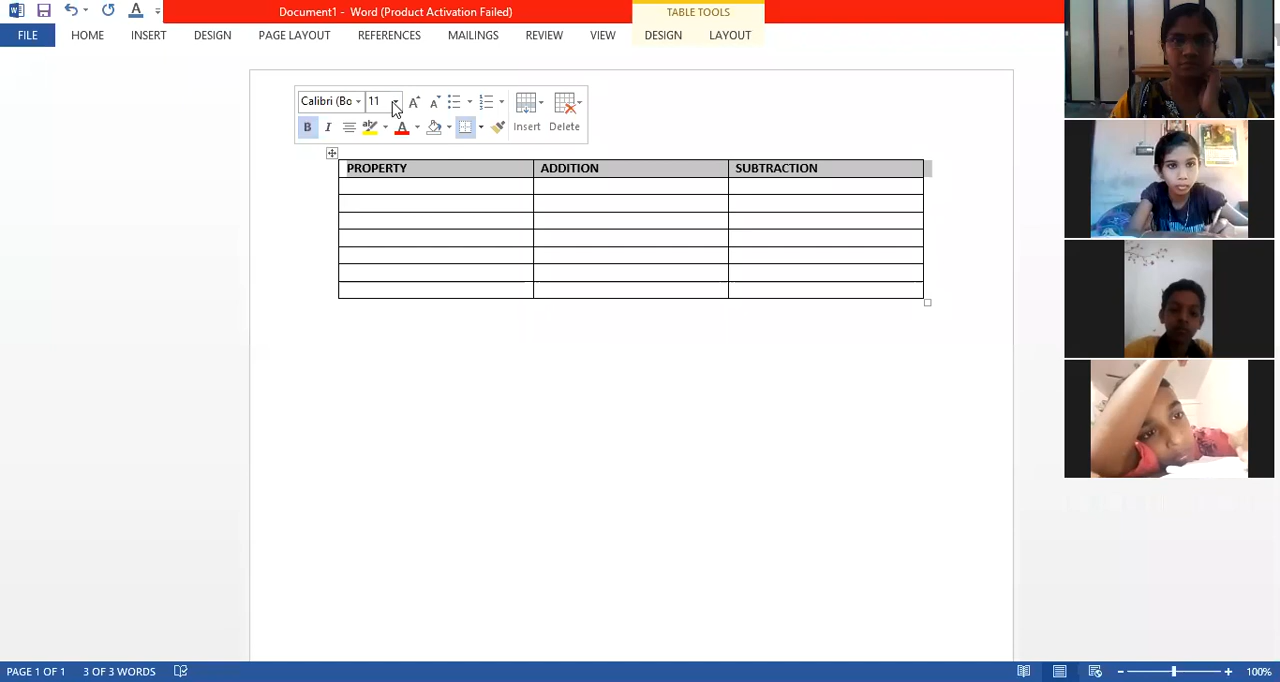 Document1 - Word (Product Activation Failed)
TABLE TOOLS
FILE HOME INSERT DESIGN PAGE LAYOUT REFERENCES MAILINGS REVIEW VIEW DESIGN LAYOUT
Calibri (Bo 11
B I Insert Delete
PROPERTY ADDITION SUBTRACTION
PAGE 1 OF 1 3 OF 3 WORDS 100%